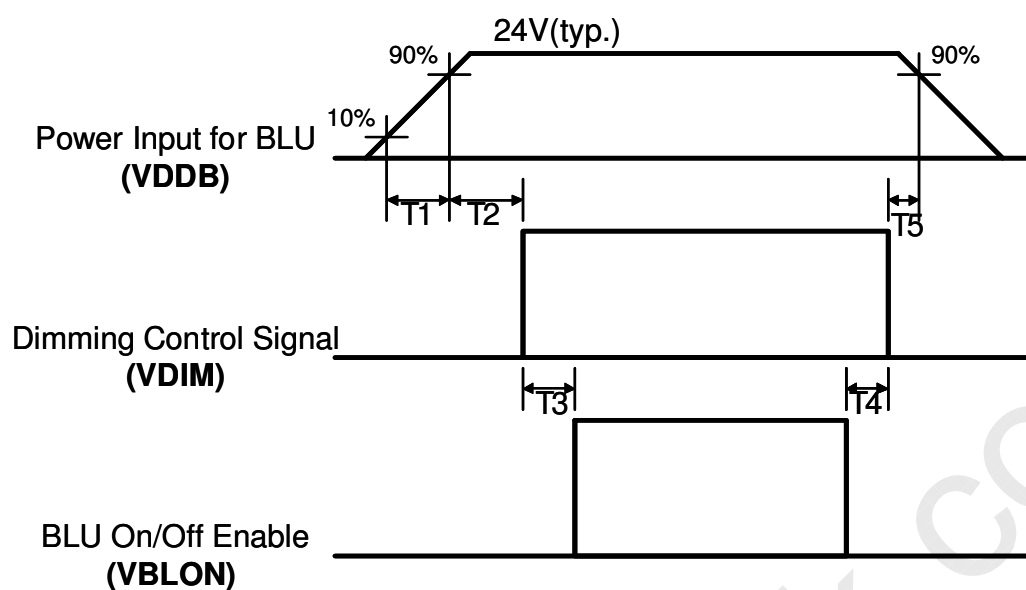 24V(typ.)
90%
90%
10%
Power Input for BLU
(VDDB)
T1
T2
T5
Dimming Control Signal
(VDIM)
T3
T4
BLU On/Off Enable
(VBLON)